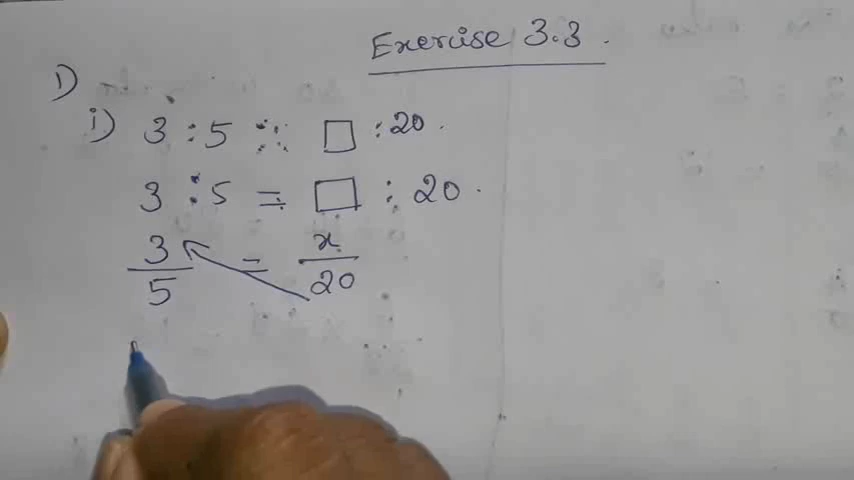 Exercise 3.3.
1)
i) 3 : 5 :: □ : 20.
3 : 5 = □ : 20.
3/5 = x/20